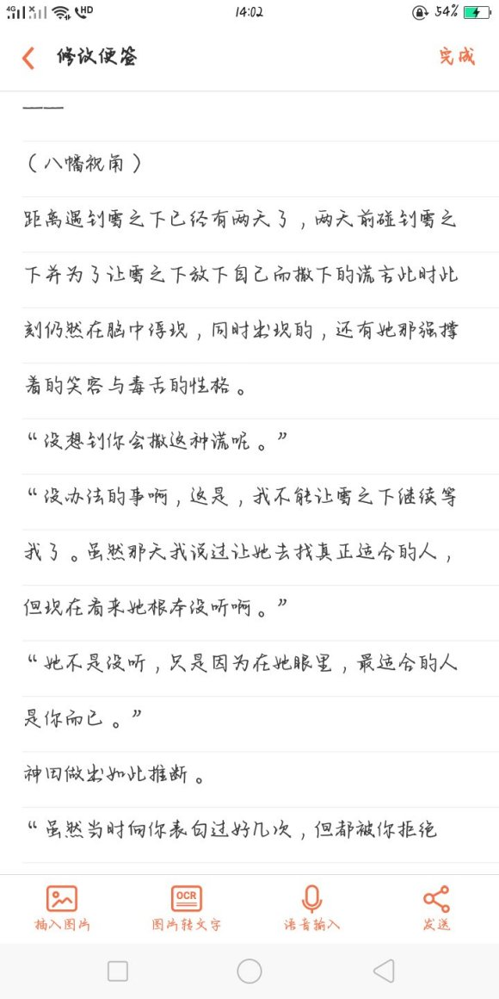 4G HD 14:02 54%
修改便签 完成
——
（八幡视角）
距离遇到雪之下已经有两天了，两天前碰到雪之
下并为了让雪之下放下自己而撒下的谎言此时此
刻仍然在脑中浮现，同时出现的，还有她那强撑
着的笑容与毒舌的性格。
“没想到你会撒这种谎呢。”
“没办法的事啊，这是，我不能让雪之下继续等
我了。虽然那天我说过让她去找真正适合的人，
但现在看来她根本没听啊。”
“她不是没听，只是因为在她眼里，最适合的人
是你而已。”
神田做出如此推断。
“虽然当时向你表白过好几次，但都被你拒绝
OCR
插入图片 图片转文字 语音输入 发送